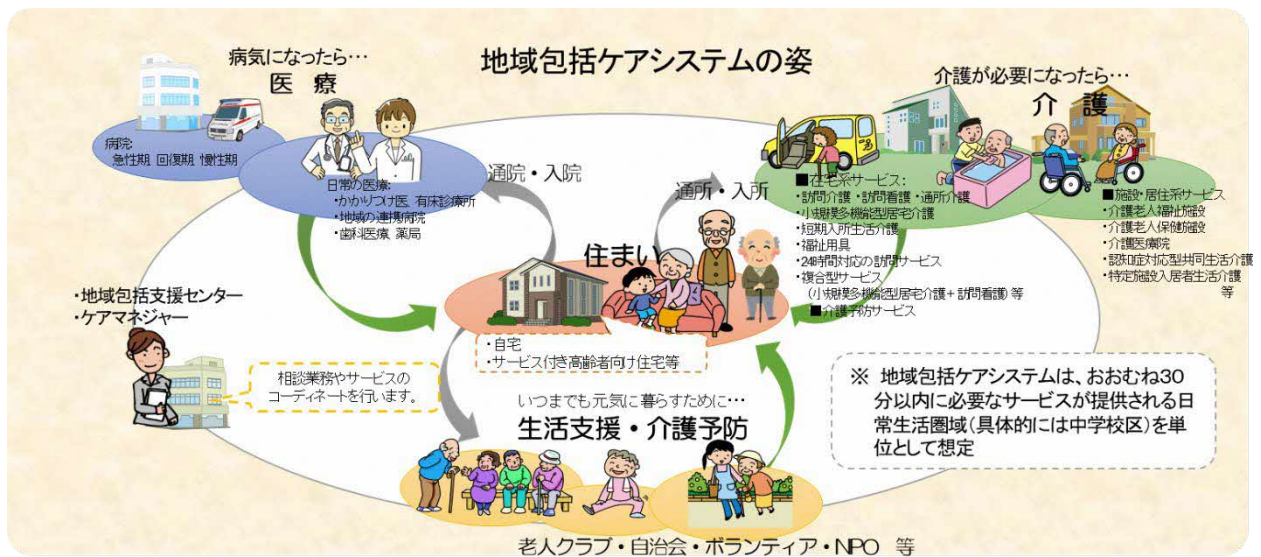 地域包括ケアシステムの姿
病気になったら…
医 療
病院:
急性期 回復期 慢性期
日常の医療:
・かかりつけ医、有床診療所
・地域の連携病院
・歯科医療、薬局
通院・入院
通所・入所
介護が必要になったら…
介 護
■在宅系サービス:
・訪問介護・訪問看護・通所介護
・小規模多機能型居宅介護
・短期入所生活介護
・福祉用具
・24時間対応の訪問サービス
・複合型サービス
(小規模多機能型居宅介護+訪問看護)等
■介護予防サービス
■施設・居住系サービス
・介護老人福祉施設
・介護老人保健施設
・介護医療院
・認知症対応型共同生活介護
・特定施設入居者生活介護
等
住まい
・自宅
・サービス付き高齢者向け住宅等
・地域包括支援センター
・ケアマネジャー
相談業務やサービスの
コーディネートを行います。
いつまでも元気に暮らすために…
生活支援・介護予防
老人クラブ・自治会・ボランティア・NPO 等
※ 地域包括ケアシステムは、おおむね30
分以内に必要なサービスが提供される日
常生活圏域(具体的には中学校区)を単
位として想定